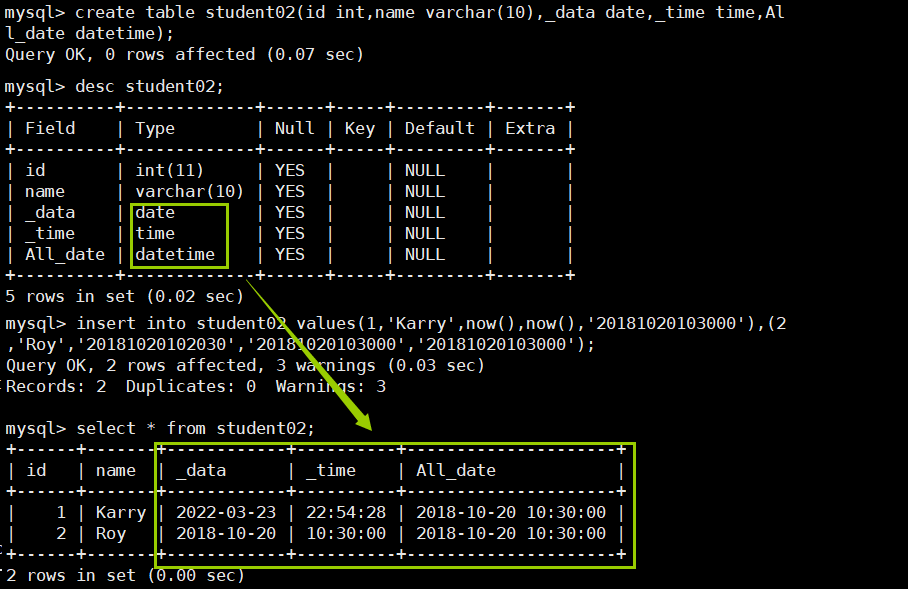 mysql> create table student02(id int,name varchar(10),_data date,_time time,Al
l_date datetime);
Query OK, 0 rows affected (0.07 sec)
mysql> desc student02;
+----------+-------------+------+-----+---------+-------+
| Field    | Type        | Null | Key | Default | Extra |
+----------+-------------+------+-----+---------+-------+
| id       | int(11)     | YES  |     | NULL    |       |
| name     | varchar(10) | YES  |     | NULL    |       |
| _data    | date        | YES  |     | NULL    |       |
| _time    | time        | YES  |     | NULL    |       |
| All_date | datetime    | YES  |     | NULL    |       |
+----------+-------------+------+-----+---------+-------+
5 rows in set (0.02 sec)
mysql> insert into student02 values(1,'Karry',now(),now(),'20181020103000'),(2
,'Roy','20181020102030','20181020103000','20181020103000');
Query OK, 2 rows affected, 3 warnings (0.03 sec)
Records: 2  Duplicates: 0  Warnings: 3
mysql> select * from student02;
+------+-------+------------+----------+---------------------+
| id   | name  | _data      | _time    | All_date            |
+------+-------+------------+----------+---------------------+
|    1 | Karry | 2022-03-23 | 22:54:28 | 2018-10-20 10:30:00 |
|    2 | Roy   | 2018-10-20 | 10:30:00 | 2018-10-20 10:30:00 |
+------+-------+------------+----------+---------------------+
2 rows in set (0.00 sec)